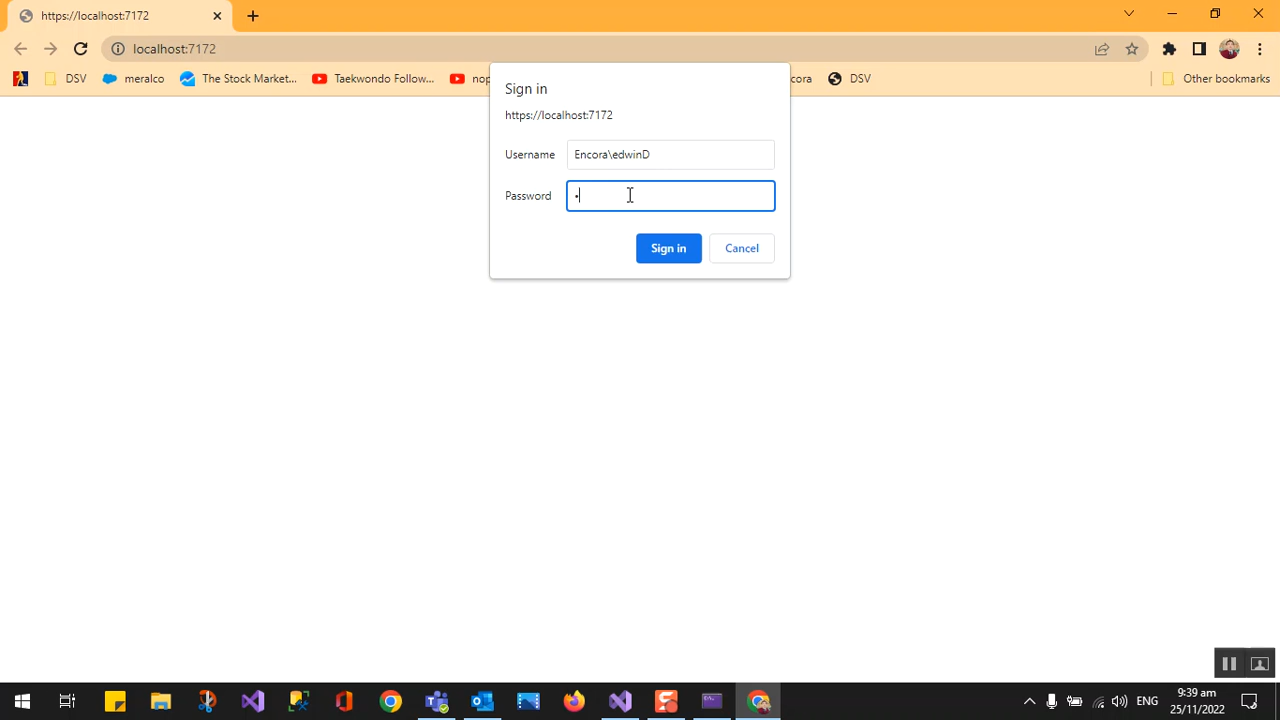 https://localhost:7172
localhost:7172
DSV
meralco
The Stock Market...
Taekwondo Follow...
nop
cora
DSV
Other bookmarks
Sign in
https://localhost:7172
Username
Encora\edwinD
Password
Sign in
Cancel
ENG
9:39 am
25/11/2022